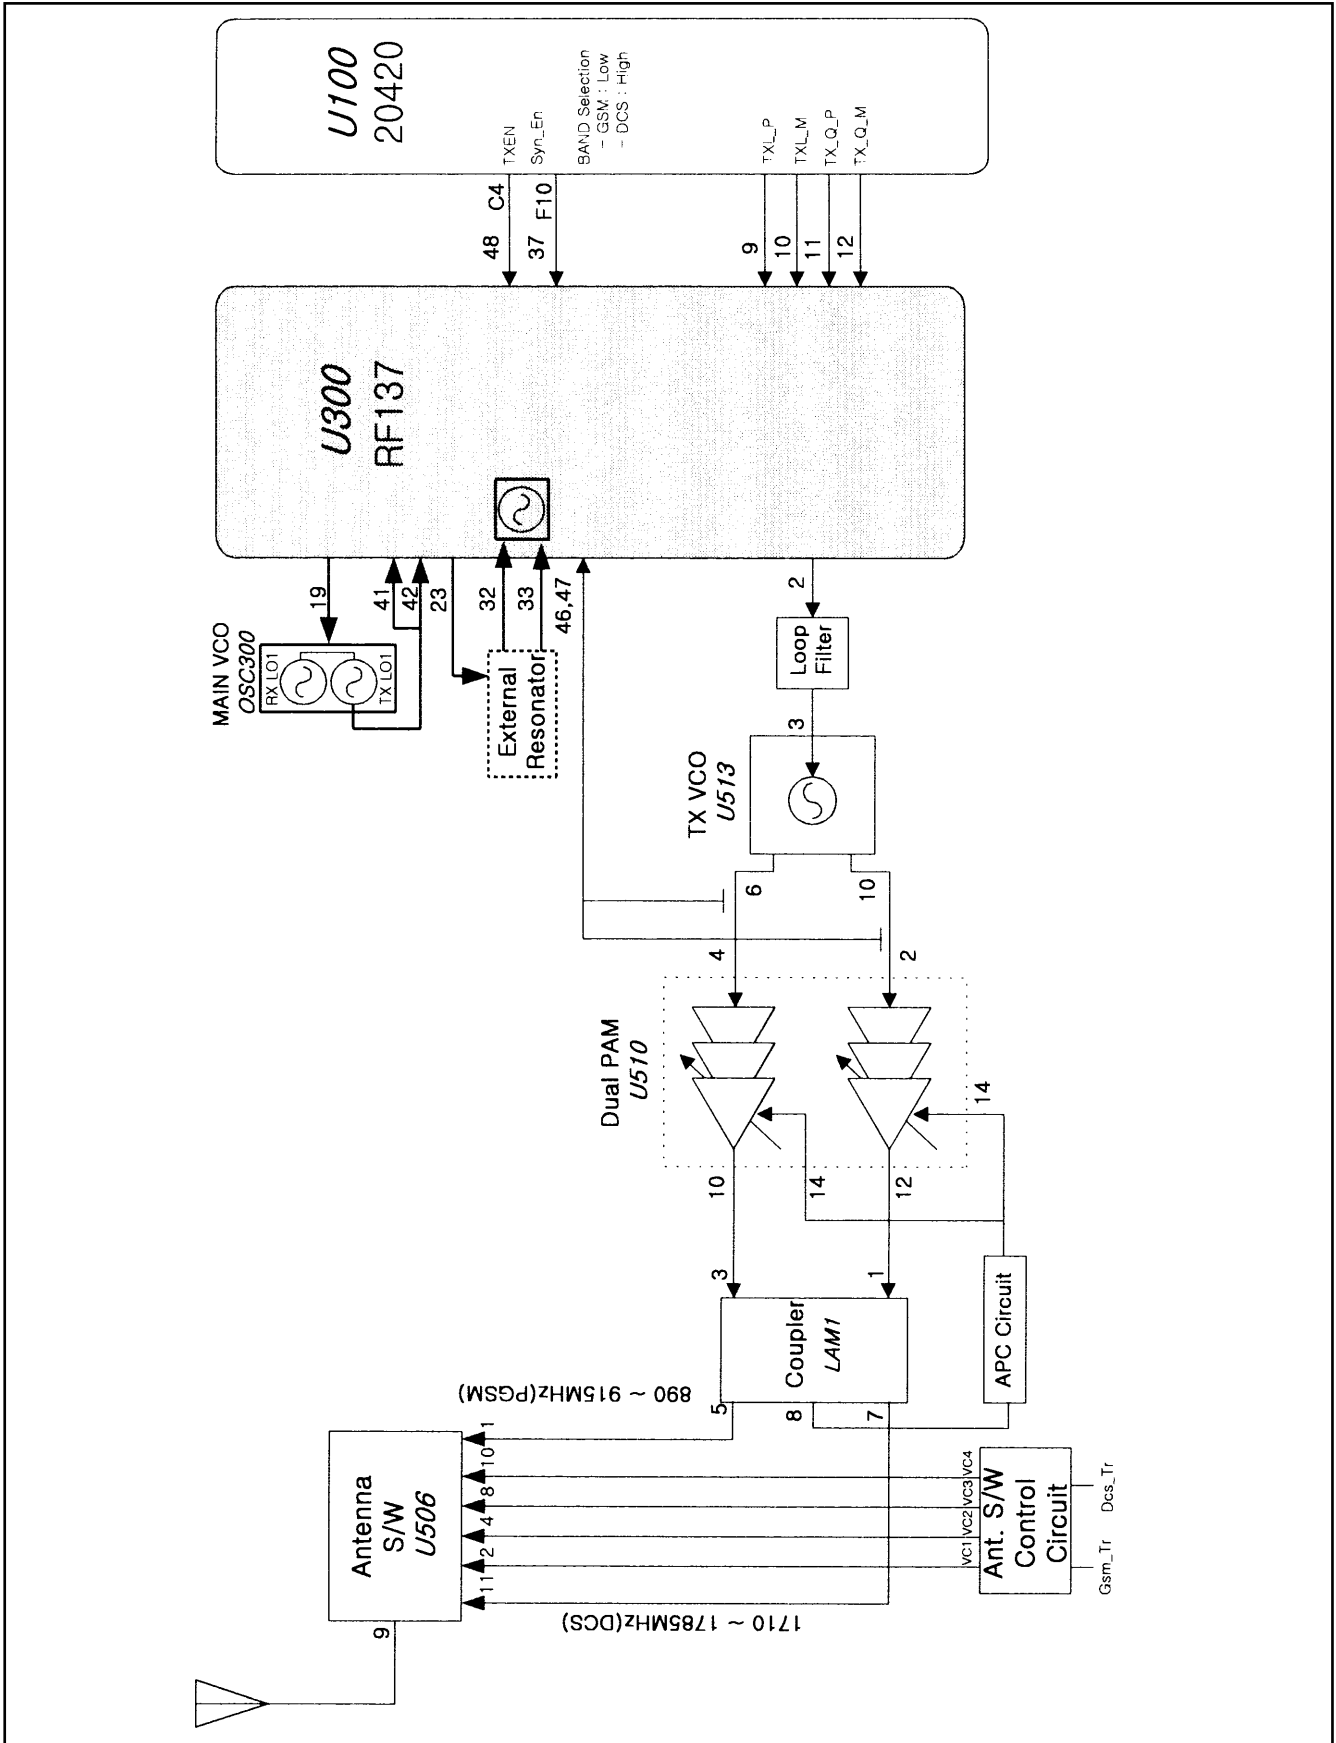 U100
20420
TXEN
Syn_En
BAND Selection
- GSM : Low
- DCS : High
TXI_P
TXI_M
TX_Q_P
TX_Q_M
C4
F10
48
37
9
10
11
12
U300
RF137
19
41
42
23
32
33
46,47
2
MAIN VCO
OSC300
RX LO1
TX LO1
External
Resonator
Loop
Filter
3
TX VCO
U513
6
10
4
2
Dual PAM
U510
14
10
14
12
3
1
Coupler
LAM1
APC Circuit
5
8
7
890 ~ 915MHz(PGSM)
Antenna
S/W
U506
1
10
8
4
2
11
9
VC1
VC2
VC3
VC4
Ant. S/W
Control
Circuit
Gsm_Tr
Dcs_Tr
1710 ~ 1785MHz(DCS)